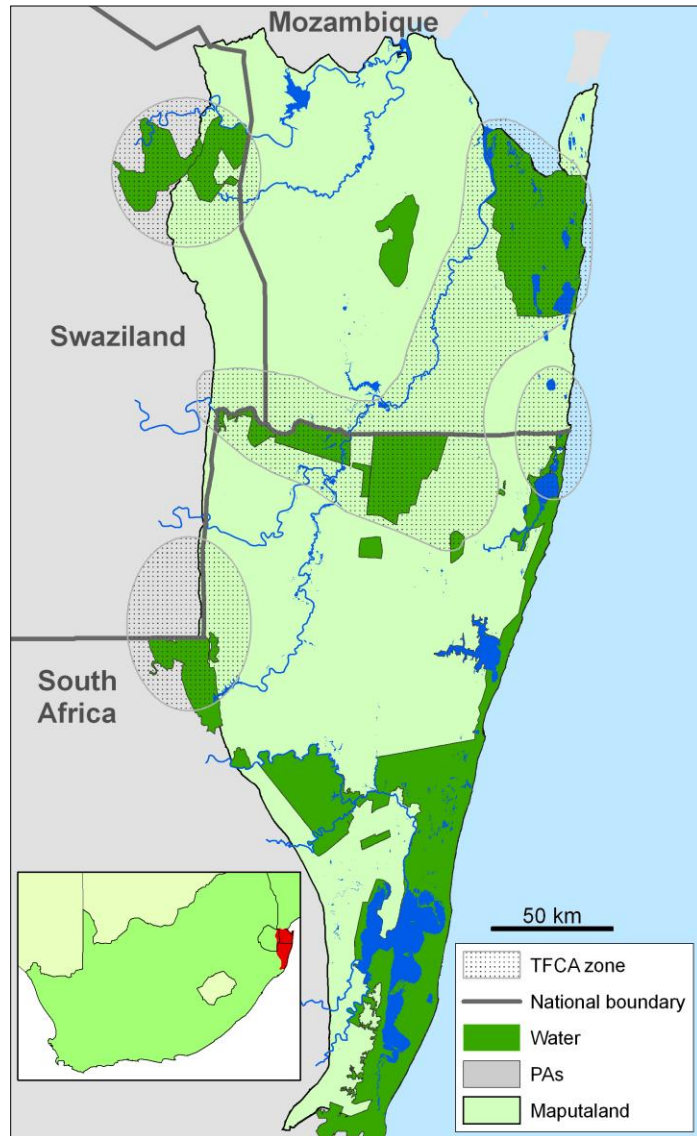 Mozambique
Swaziland
South
Africa
50 km
TFCA zone
National boundary
Water
PAs
Maputaland